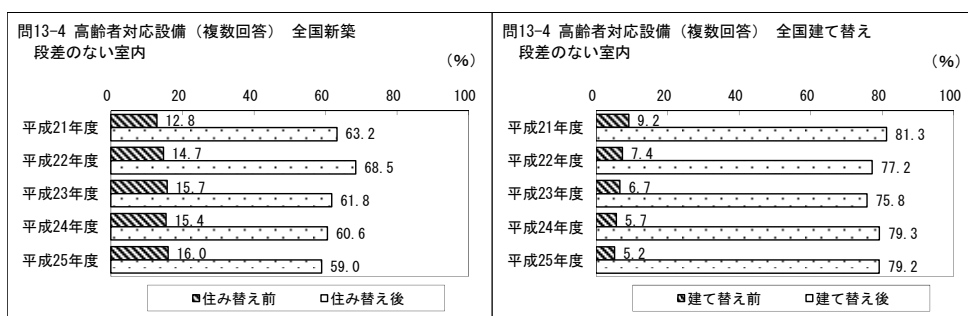 問13-4 高齢者対応設備（複数回答） 全国新築
段差のない室内
(％)
0 20 40 60 80 100
平成21年度 12.8
63.2
平成22年度 14.7
68.5
平成23年度 15.7
61.8
平成24年度 15.4
60.6
平成25年度 16.0
59.0
住み替え前 住み替え後
問13-4 高齢者対応設備（複数回答） 全国建て替え
段差のない室内
(％)
0 20 40 60 80 100
平成21年度 9.2
81.3
平成22年度 7.4
77.2
平成23年度 6.7
75.8
平成24年度 5.7
79.3
平成25年度 5.2
79.2
建て替え前 建て替え後